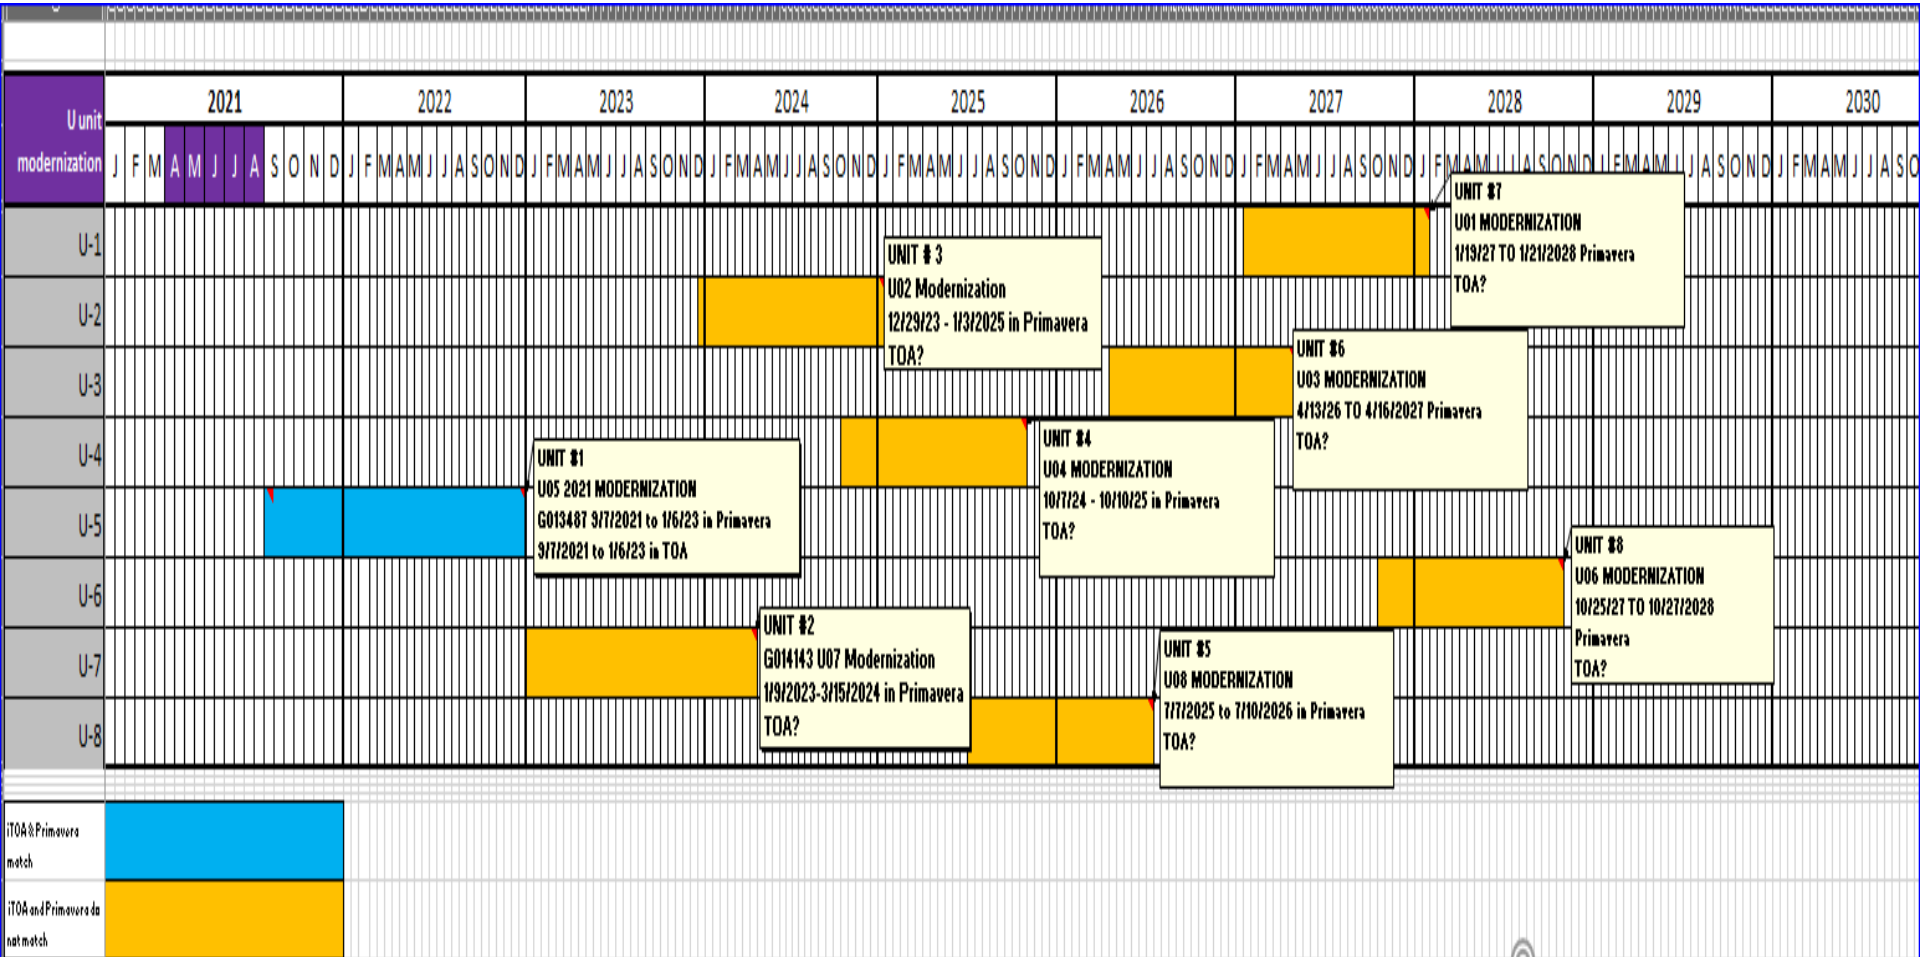 2021 2022 2023 2024 2025 2026 2027 2028 2029 2030
U unit
modernization
J F M A M J J A S O N D J F M A M J J A S O N D J F M A M J J A S O N D J F M A M J J A S O N D J F M A M J J A S O N D J F M A M J J A S O N D J F M A M J J A S O N D J F M A M J J A S O N D J F M A M J J A S O N D J F M A M J J A S O
U-1
U-2
U-3
U-4
U-5
U-6
U-7
U-8
UNIT #7
U01 MODERNIZATION
1/19/27 TO 1/21/2028 Primavera
TOA?
UNIT # 3
U02 Modernization
12/29/23 - 1/3/2025 in Primavera
TOA?
UNIT #6
U03 MODERNIZATION
4/13/26 TO 4/16/2027 Primavera
TOA?
UNIT #4
U04 MODERNIZATION
10/7/24 - 10/10/25 in Primavera
TOA?
UNIT #1
U05 2021 MODERNIZATION
G013487 9/7/2021 to 1/6/23 in Primavera
9/7/2021 to 1/6/23 in TOA
UNIT #8
U06 MODERNIZATION
10/25/27 TO 10/27/2028
Primavera
TOA?
UNIT #2
G014143 U07 Modernization
1/9/2023-3/15/2024 in Primavera
TOA?
UNIT #5
U08 MODERNIZATION
7/7/2025 to 7/10/2026 in Primavera
TOA?
iTOA & Primavera
match
iTOA and Primavera do
not match